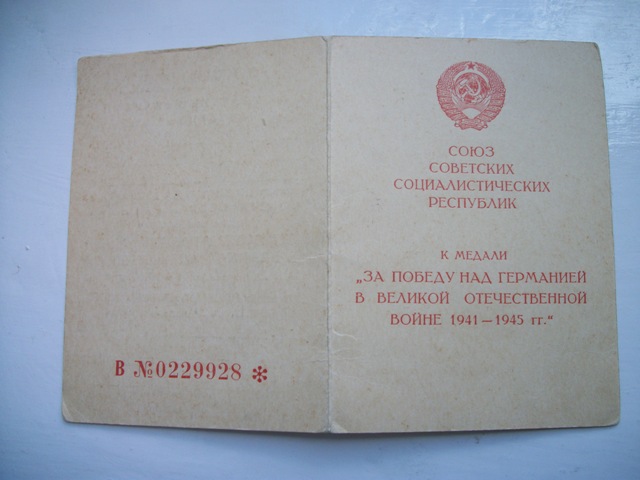 В №0229928 *
СОЮЗ
СОВЕТСКИХ
СОЦИАЛИСТИЧЕСКИХ
РЕСПУБЛИК
К МЕДАЛИ
„ЗА ПОБЕДУ НАД ГЕРМАНИЕЙ
В ВЕЛИКОЙ ОТЕЧЕСТВЕННОЙ
ВОЙНЕ 1941—1945 гг.“